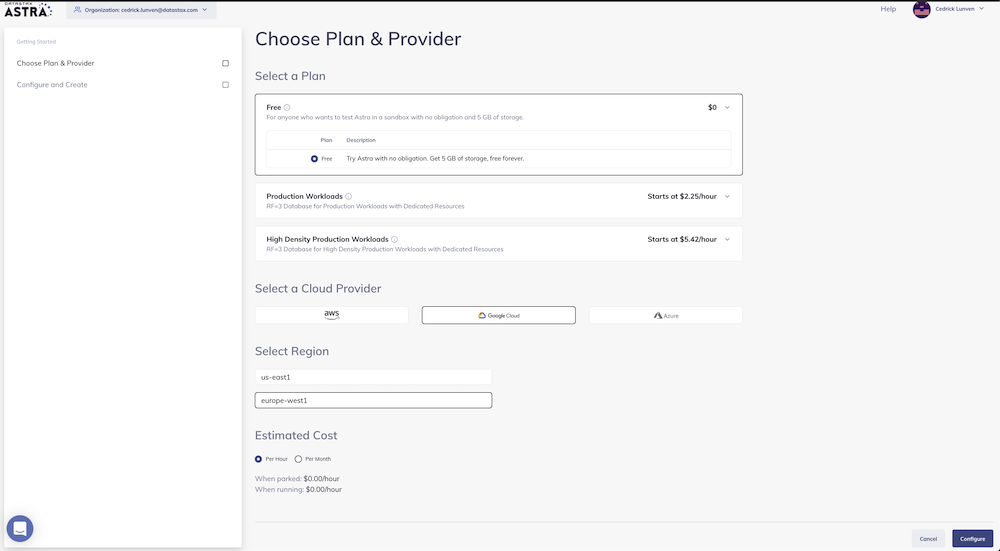 DATASTAX
ASTRA
Organization: cedrick.lunven@datastax.com
Help
Cedrick Lunven
Getting Started
Choose Plan & Provider
Configure and Create
Choose Plan & Provider
Select a Plan
Free
$0
For anyone who wants to test Astra in a sandbox with no obligation and 5 GB of storage.
Plan Description
Free Try Astra with no obligation. Get 5 GB of storage, free forever.
Production Workloads
Starts at $2.25/hour
RF=3 Database for Production Workloads with Dedicated Resources
High Density Production Workloads
Starts at $5.42/hour
RF=3 Database for High Density Production Workloads with Dedicated Resources
Select a Cloud Provider
aws
Google Cloud
Azure
Select Region
us-east1
europe-west1
Estimated Cost
Per Hour Per Month
When parked: $0.00/hour
When running: $0.00/hour
Cancel
Configure